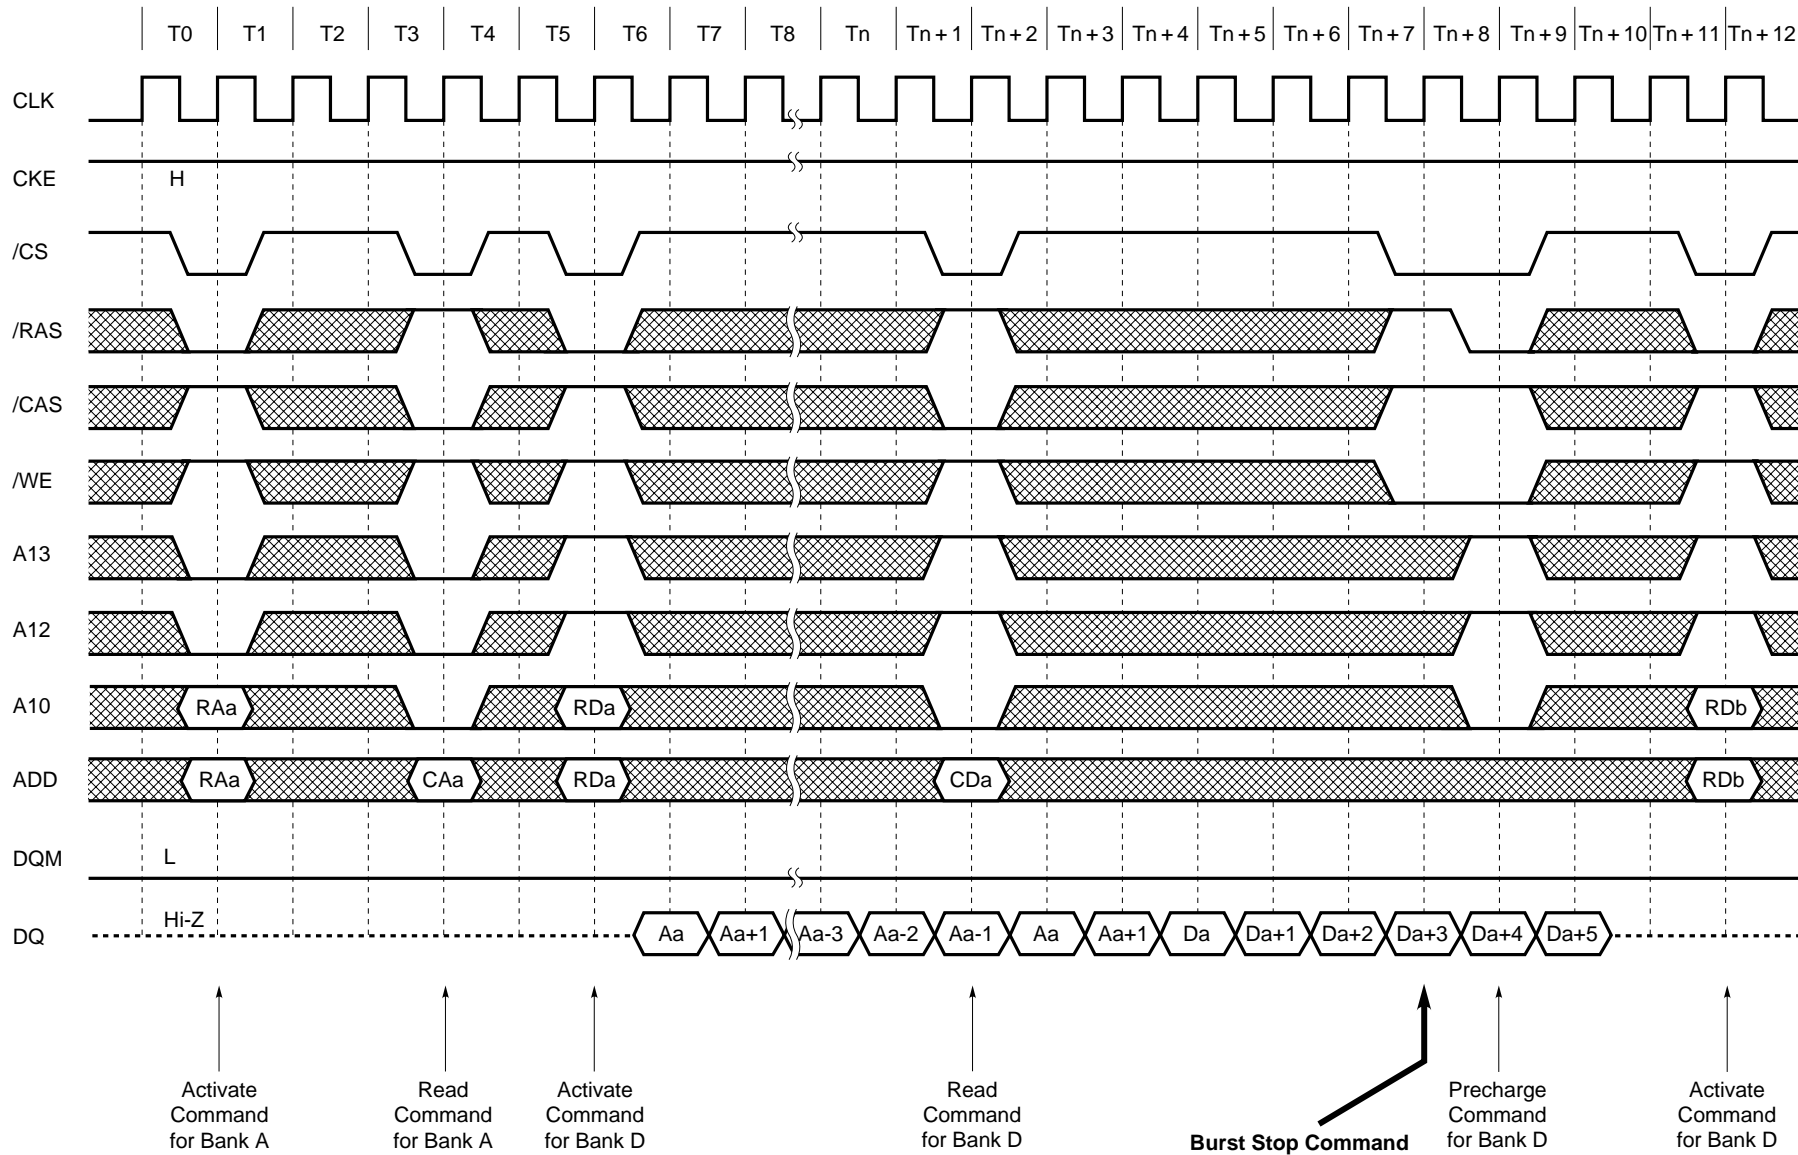 T0 T1 T2 T3 T4 T5 T6 T7 T8 Tn Tn + 1 Tn + 2 Tn + 3 Tn + 4 Tn + 5 Tn + 6 Tn + 7 Tn + 8 Tn + 9 Tn + 10 Tn + 11 Tn + 12
CLK
CKE H
/CS
/RAS
/CAS
/WE
A13
A12
A10 RAa RDa RDb
ADD RAa CAa RDa CDa RDb
DQM L
Hi-Z
DQ Aa Aa+1 Aa-3 Aa-2 Aa-1 Aa Aa+1 Da Da+1 Da+2 Da+3 Da+4 Da+5
Activate
Command
for Bank A
Read
Command
for Bank A
Activate
Command
for Bank D
Read
Command
for Bank D
Burst Stop Command
Precharge
Command
for Bank D
Activate
Command
for Bank D